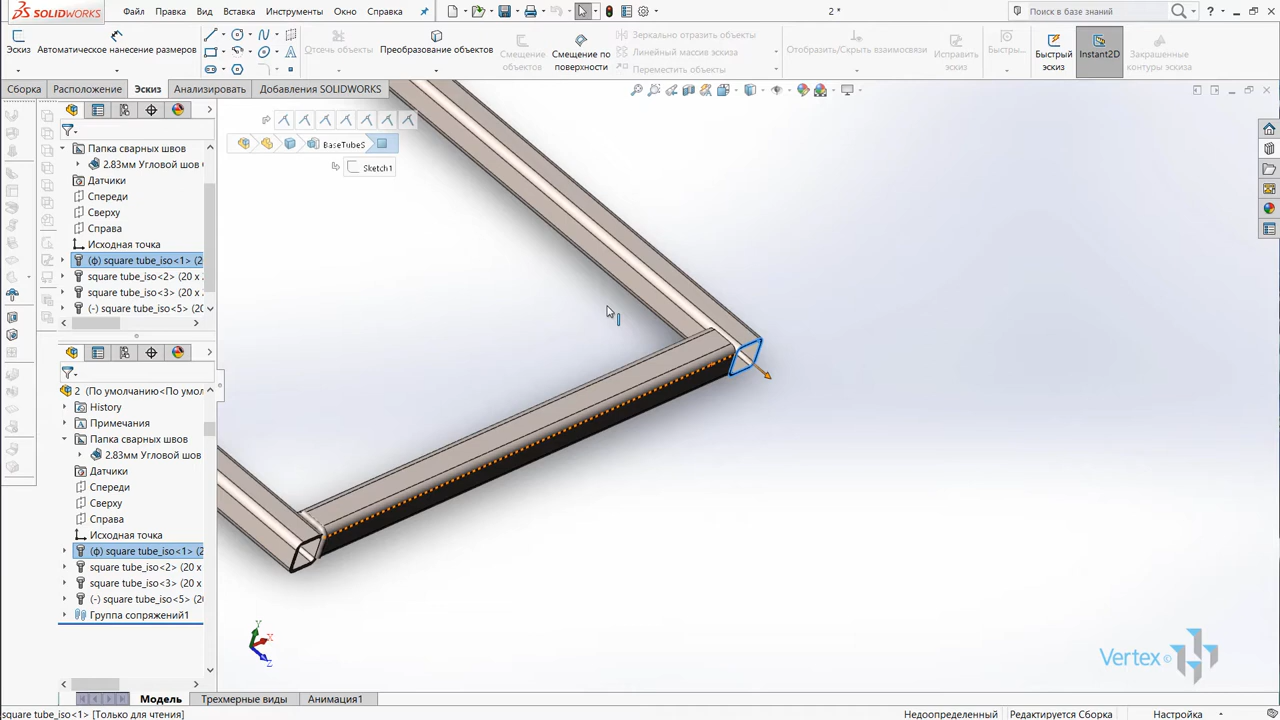 SOLIDWORKS
Файл Правка Вид Вставка Инструменты Окно Справка
2 *
Поиск в базе знаний
Эскиз
Автоматическое нанесение размеров
Отсечь объекты
Преобразование объектов
Смещение объектов
Смещение по поверхности
Зеркально отразить объекты
Линейный массив эскиза
Переместить объекты
Отобразить/Скрыть взаимосвязи
Исправить эскиз
Быстры...
Быстрый эскиз
Instant2D
Закрашенные контуры эскиза
Сборка Расположение Эскиз Анализировать Добавления SOLIDWORKS
BaseTubeS
Sketch1
Папка сварных швов
2.83мм Угловой шов
Датчики
Спереди
Сверху
Справа
Исходная точка
(ф) square tube_iso<1> (2
square tube_iso<2> (20 x
square tube_iso<3> (20 x
(-) square tube_iso<5> (20
2 (По умолчанию<По умол
History
Примечания
Папка сварных швов
2.83мм Угловой шов
Датчики
Спереди
Сверху
Справа
Исходная точка
(ф) square tube_iso<1> (2
square tube_iso<2> (20 x
square tube_iso<3> (20 x
(-) square tube_iso<5> (20
Группа сопряжений1
Y
X
Z
Vertex ©
Модель Трехмерные виды Анимация1
square tube_iso<1> [Только для чтения]
Недоопределенный Редактируется Сборка Настройка